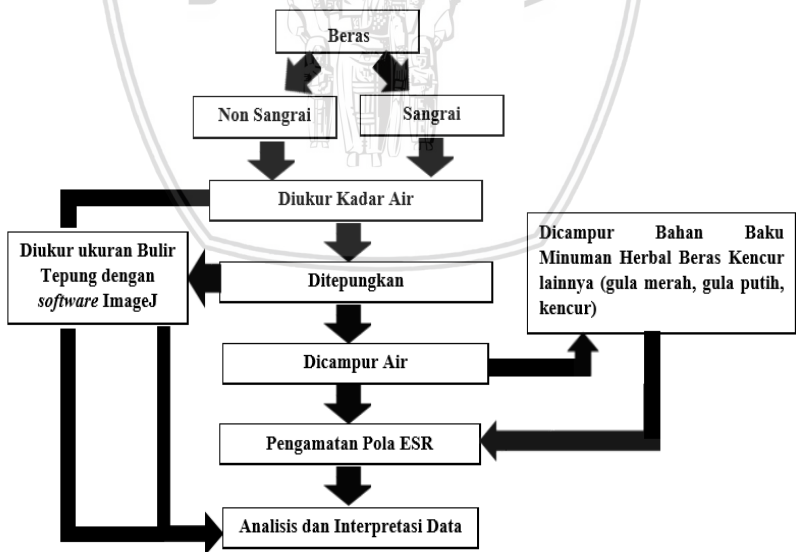 Beras
Non Sangrai
Sangrai
Diukur Kadar Air
Diukur ukuran Bulir
Tepung dengan
software ImageJ
Ditepungkan
Dicampur Bahan Baku
Minuman Herbal Beras Kencur
lainnya (gula merah, gula putih,
kencur)
Dicampur Air
Pengamatan Pola ESR
Analisis dan Interpretasi Data